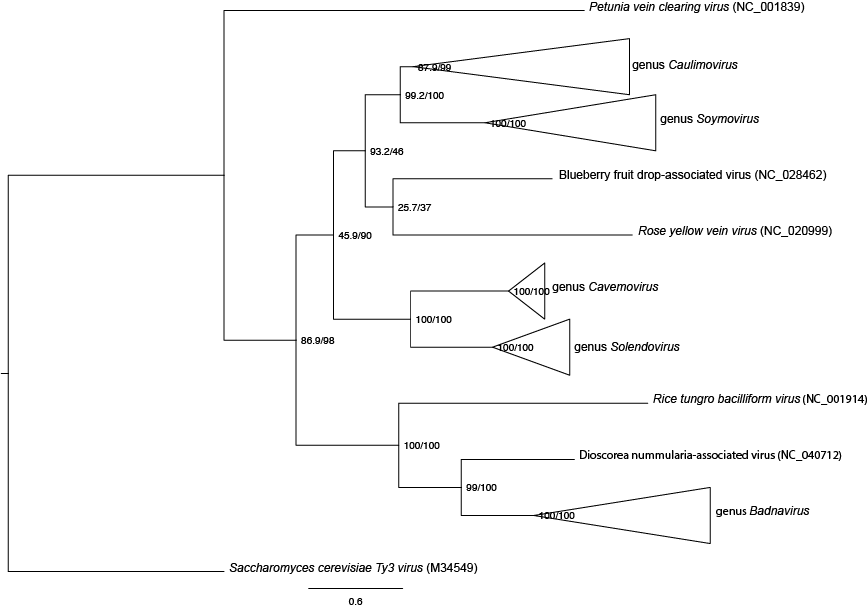 Petunia vein clearing virus (NC_001839)
87.9/99
genus Caulimovirus
99.2/100
100/100
genus Soymovirus
93.2/46
Blueberry fruit drop-associated virus (NC_028462)
25.7/37
Rose yellow vein virus (NC_020999)
45.9/90
100/100
genus Cavemovirus
100/100
100/100
genus Solendovirus
86.9/98
Rice tungro bacilliform virus (NC_001914)
100/100
Dioscorea nummularia-associated virus (NC_040712)
99/100
100/100
genus Badnavirus
Saccharomyces cerevisiae Ty3 virus (M34549)
0.6